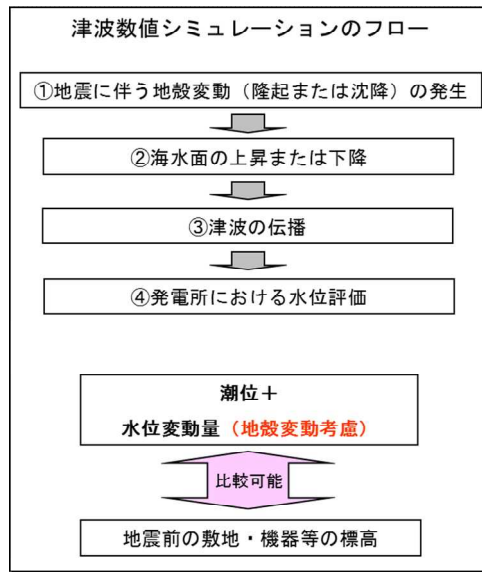 津波数値シミュレーションのフロー
①地震に伴う地殻変動（隆起または沈降）の発生
②海水面の上昇または下降
③津波の伝播
④発電所における水位評価
潮位＋
水位変動量（地殻変動考慮）
比較可能
地震前の敷地・機器等の標高